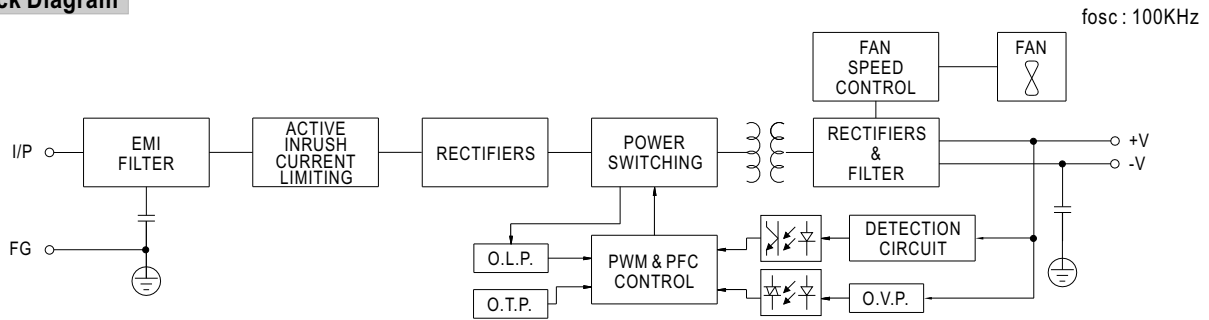 ck Diagram
fosc : 100KHz
FAN
SPEED
CONTROL
FAN
I/P
EMI
FILTER
ACTIVE
INRUSH
CURRENT
LIMITING
RECTIFIERS
POWER
SWITCHING
RECTIFIERS
&
FILTER
+V
-V
FG
O.L.P.
PWM & PFC
CONTROL
DETECTION
CIRCUIT
O.T.P.
O.V.P.